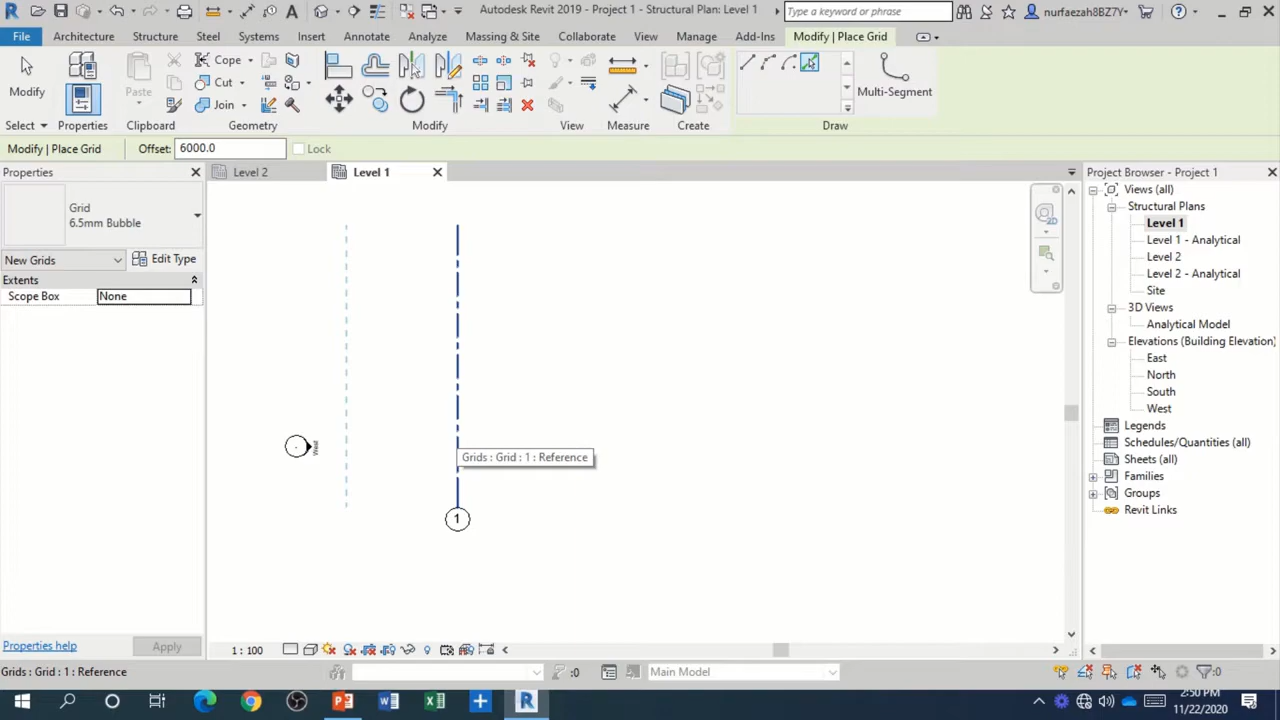 Autodesk Revit 2019 - Project 1 - Structural Plan: Level 1
Type a keyword or phrase
nurfaezah8BZ7Y
File Architecture Structure Steel Systems Insert Annotate Analyze Massing & Site Collaborate View Manage Add-Ins Modify | Place Grid
Modify
Properties
Paste
Cope
Cut
Join
Multi-Segment
Select Properties Clipboard Geometry Modify View Measure Create Draw
Modify | Place Grid Offset: 6000.0 Lock
Properties
Level 2 Level 1
Project Browser - Project 1
Grid
6.5mm Bubble
New Grids Edit Type
Extents
Scope Box None
Views (all)
Structural Plans
Level 1
Level 1 - Analytical
Level 2
Level 2 - Analytical
Site
3D Views
Analytical Model
Elevations (Building Elevation)
East
North
South
West
Legends
Schedules/Quantities (all)
Sheets (all)
Families
Groups
Revit Links
West
Grids : Grid : 1 : Reference
1
Properties help Apply
1 : 100
Grids : Grid : 1 : Reference
:0 Main Model :0
2:50 PM
11/22/2020